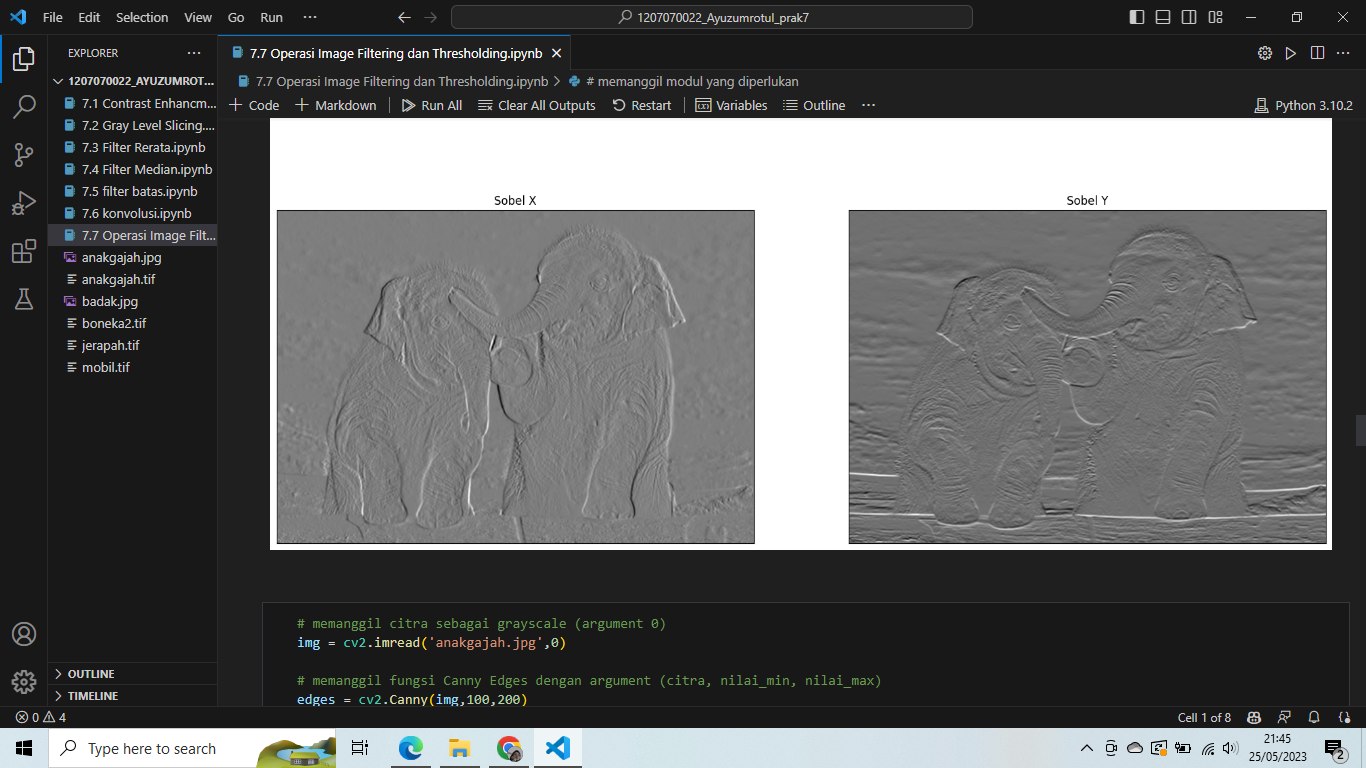 File Edit Selection View Go Run ···
1207070022_Ayuzumrotul_prak7
EXPLORER
1207070022_AYUZUMROT...
7.1 Contrast Enhancm...
7.2 Gray Level Slicing....
7.3 Filter Rerata.ipynb
7.4 Filter Median.ipynb
7.5 filter batas.ipynb
7.6 konvolusi.ipynb
7.7 Operasi Image Filt...
anakgajah.jpg
anakgajah.tif
badak.jpg
boneka2.tif
jerapah.tif
mobil.tif
OUTLINE
TIMELINE
7.7 Operasi Image Filtering dan Thresholding.ipynb
7.7 Operasi Image Filtering dan Thresholding.ipynb > # memanggil modul yang diperlukan
+ Code + Markdown Run All Clear All Outputs Restart Variables Outline ···
Python 3.10.2
Sobel X
Sobel Y
# memanggil citra sebagai grayscale (argument 0)
img = cv2.imread('anakgajah.jpg',0)
# memanggil fungsi Canny Edges dengan argument (citra, nilai_min, nilai_max)
edges = cv2.Canny(img,100,200)
0 4
Cell 1 of 8
Type here to search
21:45
25/05/2023
2